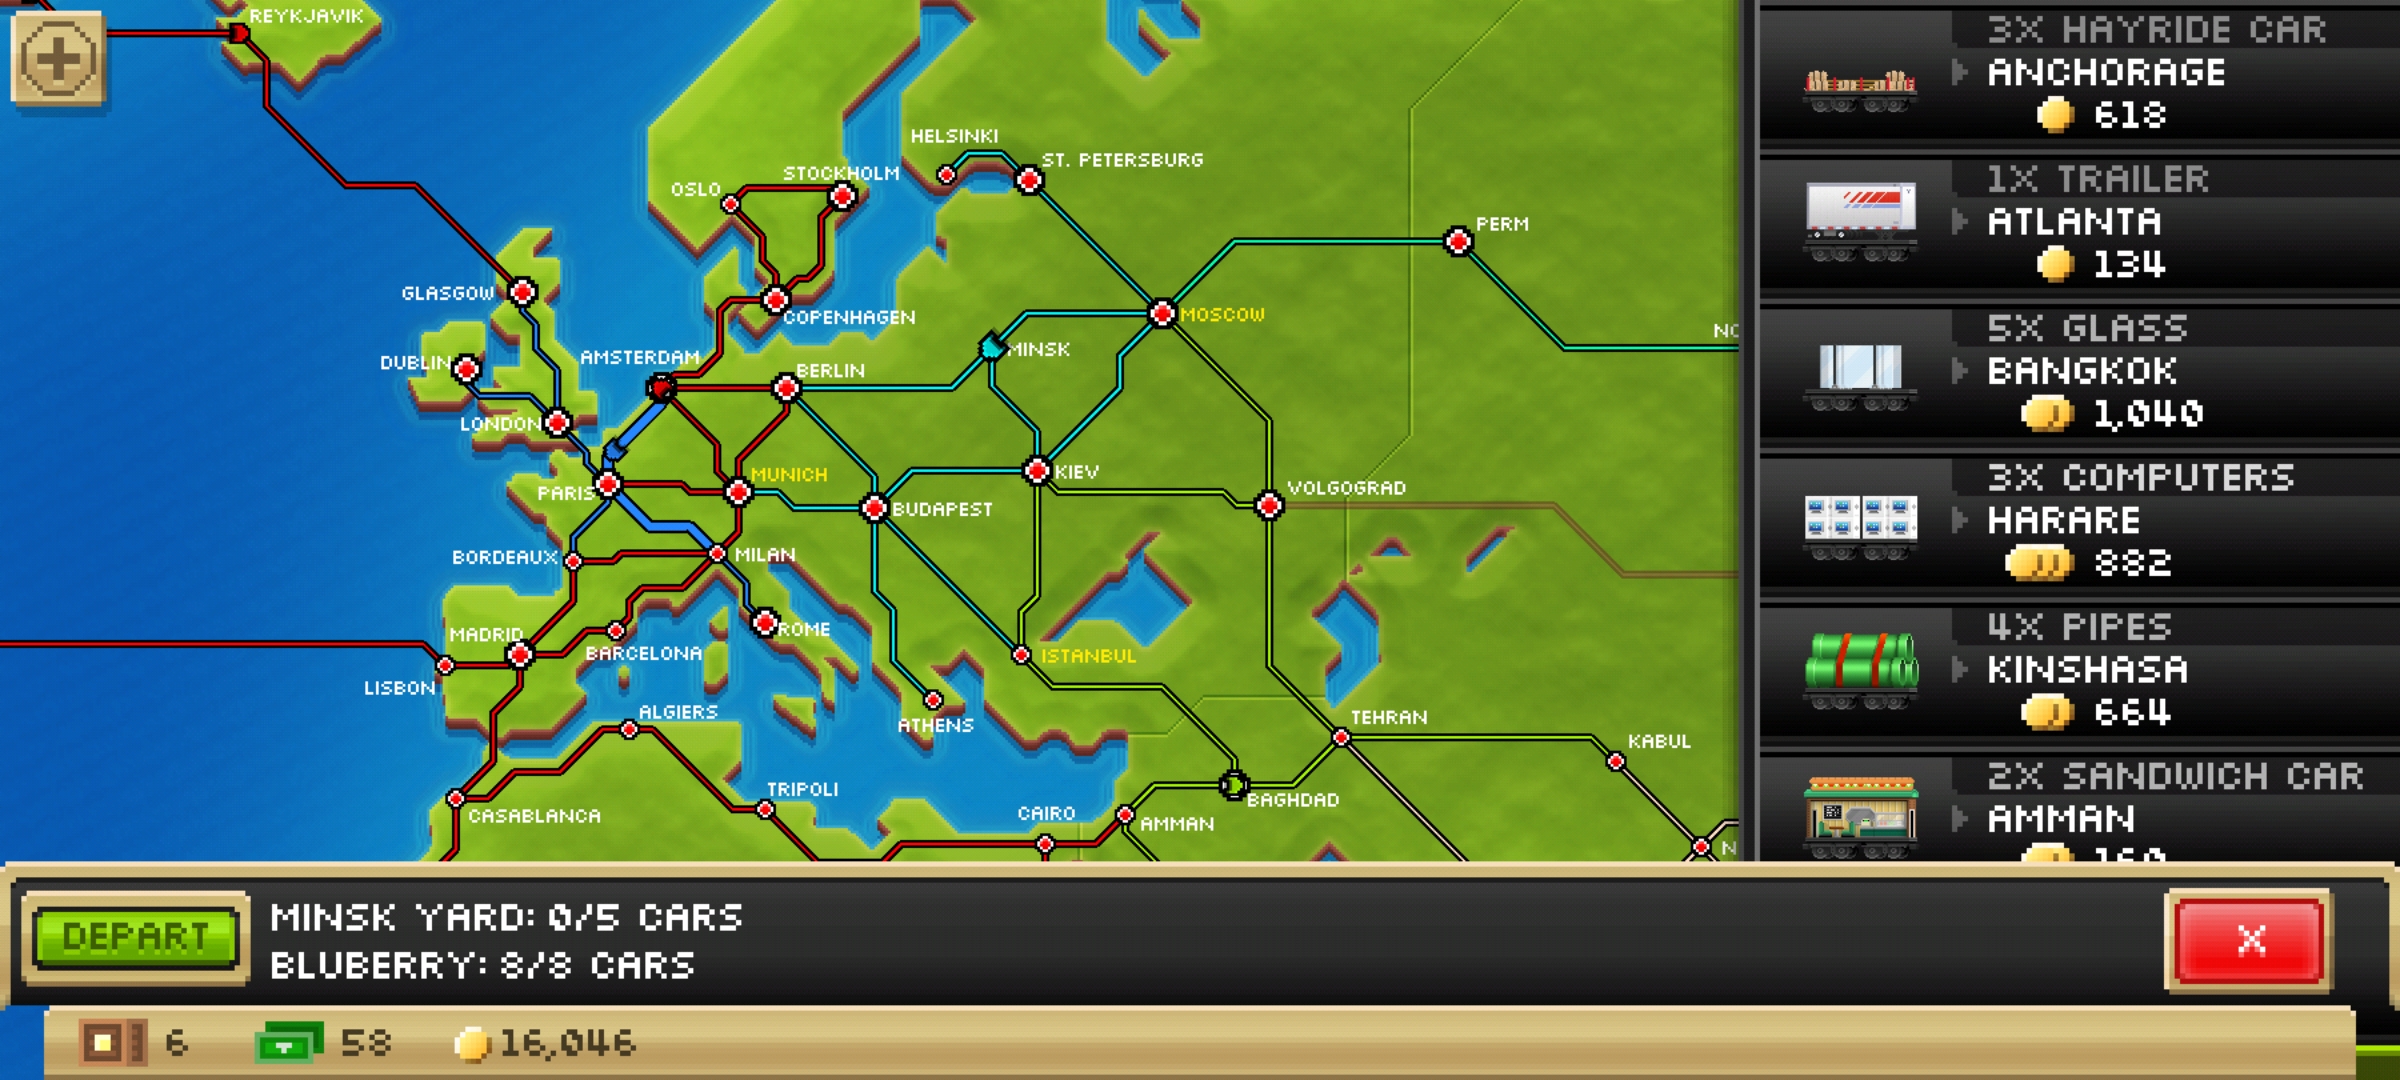 REYKJAVIK
HELSINKI
ST. PETERSBURG
STOCKHOLM
OSLO
PERM
GLASGOW
COPENHAGEN
MOSCOW
DUBLIN
AMSTERDAM
MINSK
BERLIN
LONDON
MUNICH
KIEV
PARIS
VOLGOGRAD
BUDAPEST
BORDEAUX
MILAN
MADRID
ROME
BARCELONA
ISTANBUL
LISBON
ALGIERS
ATHENS
TEHRAN
KABUL
TRIPOLI
CASABLANCA
CAIRO
AMMAN
BAGHDAD
3X HAYRIDE CAR
ANCHORAGE
618
1X TRAILER
ATLANTA
134
5X GLASS
BANGKOK
1,040
3X COMPUTERS
HARARE
882
4X PIPES
KINSHASA
664
2X SANDWICH CAR
AMMAN
DEPART
MINSK YARD: 0/5 CARS
BLUBERRY: 8/8 CARS
X
6
58
16,046